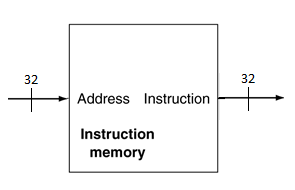 32
32
Address Instruction
Instruction
memory